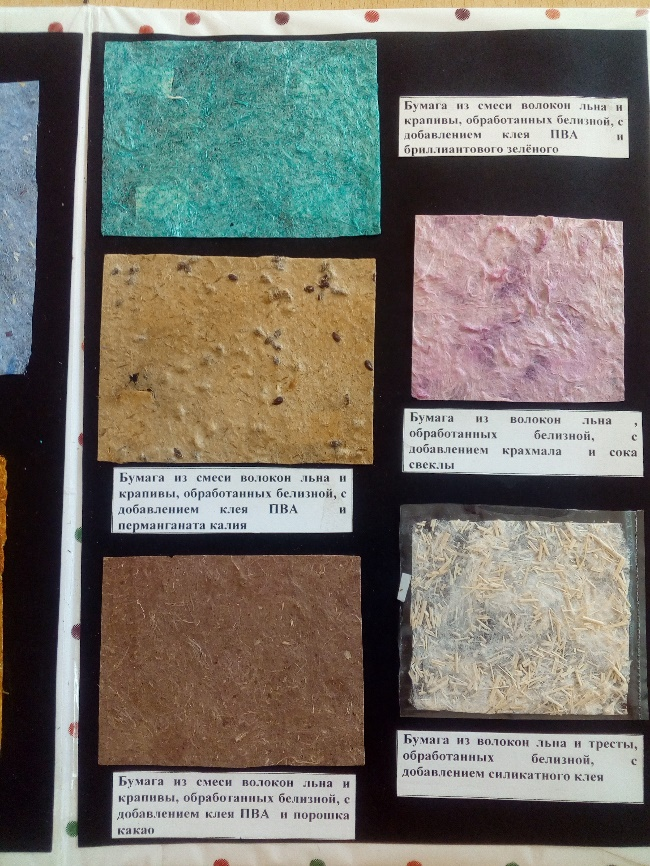 Бумага из смеси волокон льна и
крапивы, обработанных белизной, с
добавлением клея ПВА и
бриллиантового зелёного
Бумага из волокон льна ,
обработанных белизной, с
добавлением крахмала и сока
свеклы
Бумага из смеси волокон льна и
крапивы, обработанных белизной, с
добавлением клея ПВА и
перманганата калия
Бумага из волокон льна и тресты,
обработанных белизной, с
добавлением силикатного клея
Бумага из смеси волокон льна и
крапивы, обработанных белизной, с
добавлением клея ПВА и порошка
какао